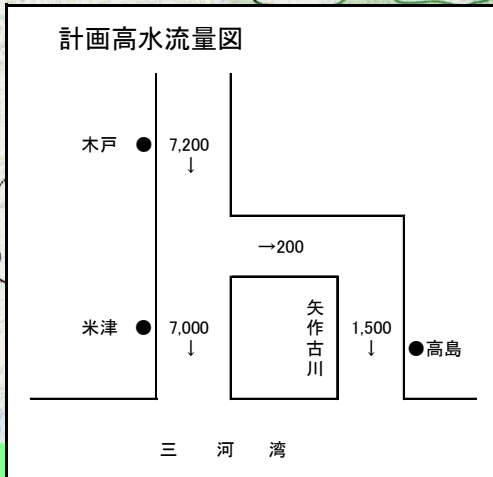 計画高水流量図
木戸 ● 7,200
↓
→200
米津 ● 7,000
↓
矢作古川
1,500
↓
●高島
三河湾